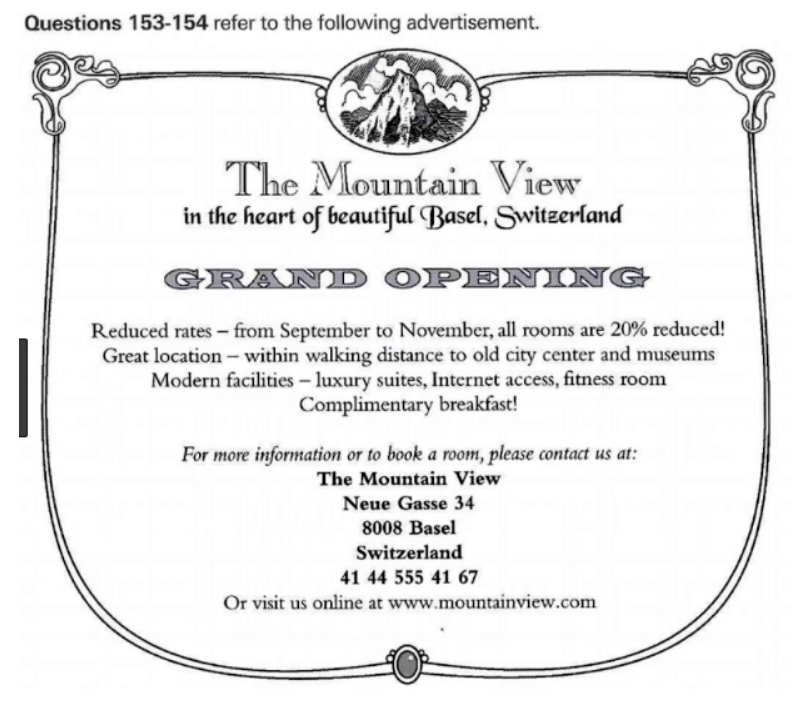 Questions 153-154 refer to the following advertisement.
The Mountain View
in the heart of beautiful Basel, Switzerland
GRAND OPENING
Reduced rates – from September to November, all rooms are 20% reduced!
Great location – within walking distance to old city center and museums
Modern facilities – luxury suites, Internet access, fitness room
Complimentary breakfast!
For more information or to book a room, please contact us at:
The Mountain View
Neue Gasse 34
8008 Basel
Switzerland
41 44 555 41 67
Or visit us online at www.mountainview.com